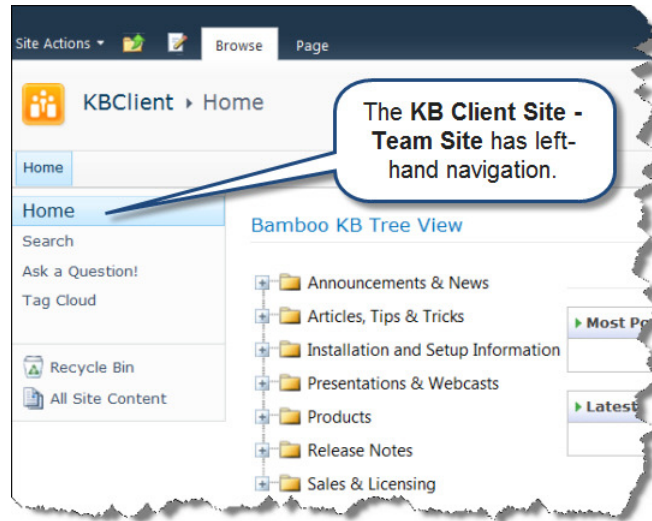 Site Actions
Browse
Page
KBClient
Home
The KB Client Site -
Team Site has left-
hand navigation.
Home
Home
Search
Ask a Question!
Tag Cloud
Recycle Bin
All Site Content
Bamboo KB Tree View
Announcements & News
Articles, Tips & Tricks
Installation and Setup Information
Presentations & Webcasts
Products
Release Notes
Sales & Licensing
Most
Latest